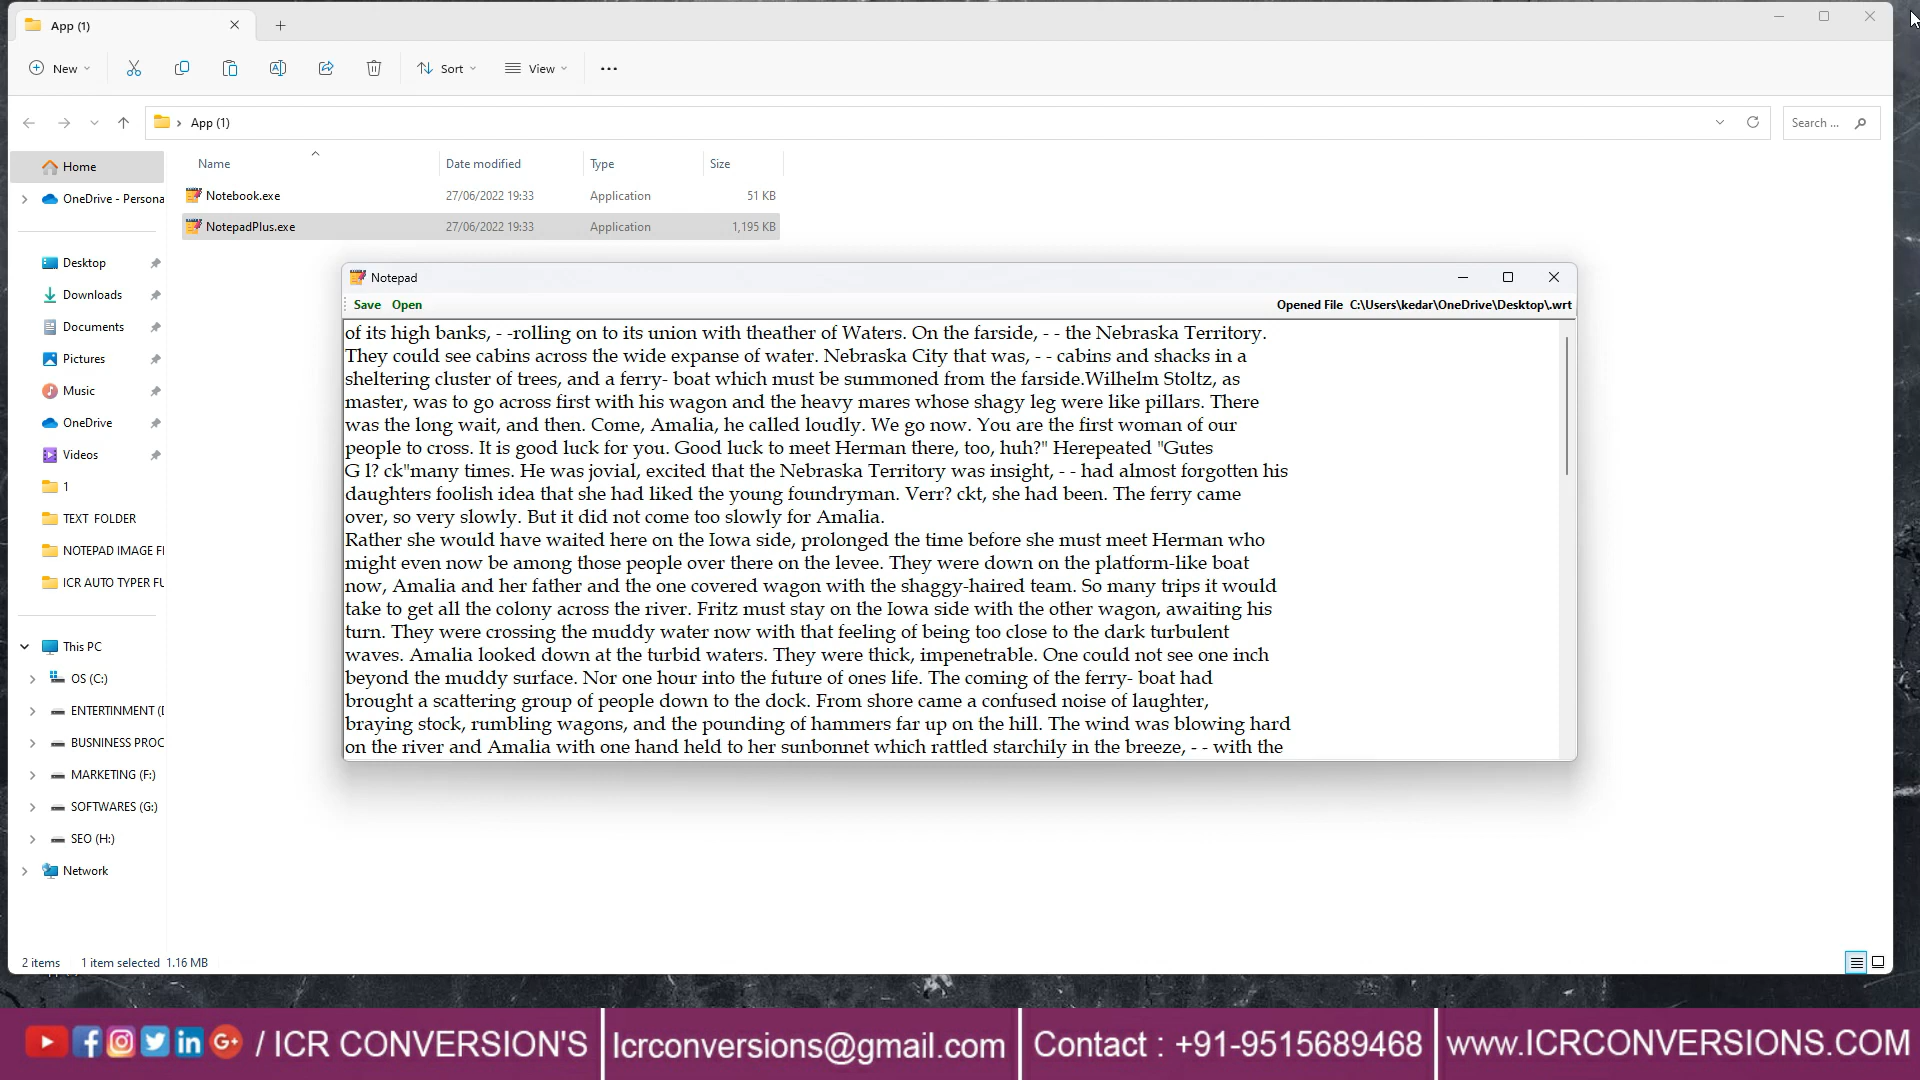 App (1)
New
Sort
View
App (1)
Search ...
Name
Date modified
Type
Size
Notebook.exe
27/06/2022 19:33
Application
51 KB
NotepadPlus.exe
27/06/2022 19:33
Application
1,195 KB
Home
OneDrive - Persona
Desktop
Downloads
Documents
Pictures
Music
OneDrive
Videos
1
TEXT FOLDER
NOTEPAD IMAGE FI
ICR AUTO TYPER FU
This PC
OS (C:)
ENTERTINMENT (D
BUSNINESS PROC
MARKETING (F:)
SOFTWARES (G:)
SEO (H:)
Network
Notepad
Save Open
Opened File C:\Users\kedar\OneDrive\Desktop\.wrt
of its high banks, - -rolling on to its union with theather of Waters. On the farside, - - the Nebraska Territory.
They could see cabins across the wide expanse of water. Nebraska City that was, - - cabins and shacks in a
sheltering cluster of trees, and a ferry- boat which must be summoned from the farside.Wilhelm Stoltz, as
master, was to go across first with his wagon and the heavy mares whose shagy leg were like pillars. There
was the long wait, and then. Come, Amalia, he called loudly. We go now. You are the first woman of our
people to cross. It is good luck for you. Good luck to meet Herman there, too, huh?" Herepeated "Gutes
G l? ck"many times. He was jovial, excited that the Nebraska Territory was insight, - - had almost forgotten his
daughters foolish idea that she had liked the young foundryman. Verr? ckt, she had been. The ferry came
over, so very slowly. But it did not come too slowly for Amalia.
Rather she would have waited here on the Iowa side, prolonged the time before she must meet Herman who
might even now be among those people over there on the levee. They were down on the platform-like boat
now, Amalia and her father and the one covered wagon with the shaggy-haired team. So many trips it would
take to get all the colony across the river. Fritz must stay on the Iowa side with the other wagon, awaiting his
turn. They were crossing the muddy water now with that feeling of being too close to the dark turbulent
waves. Amalia looked down at the turbid waters. They were thick, impenetrable. One could not see one inch
beyond the muddy surface. Nor one hour into the future of ones life. The coming of the ferry- boat had
brought a scattering group of people down to the dock. From shore came a confused noise of laughter,
braying stock, rumbling wagons, and the pounding of hammers far up on the hill. The wind was blowing hard
on the river and Amalia with one hand held to her sunbonnet which rattled starchily in the breeze, - - with the
2 items 1 item selected 1.16 MB
/ ICR CONVERSION'S
Icrconversions@gmail.com
Contact : +91-9515689468
www.ICRCONVERSIONS.COM